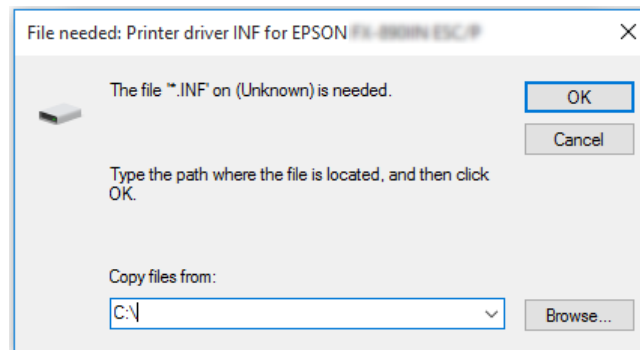 File needed: Printer driver INF for EPSON
The file '*.INF' on (Unknown) is needed.
OK
Cancel
Type the path where the file is located, and then click
OK.
Copy files from:
C:\
Browse...